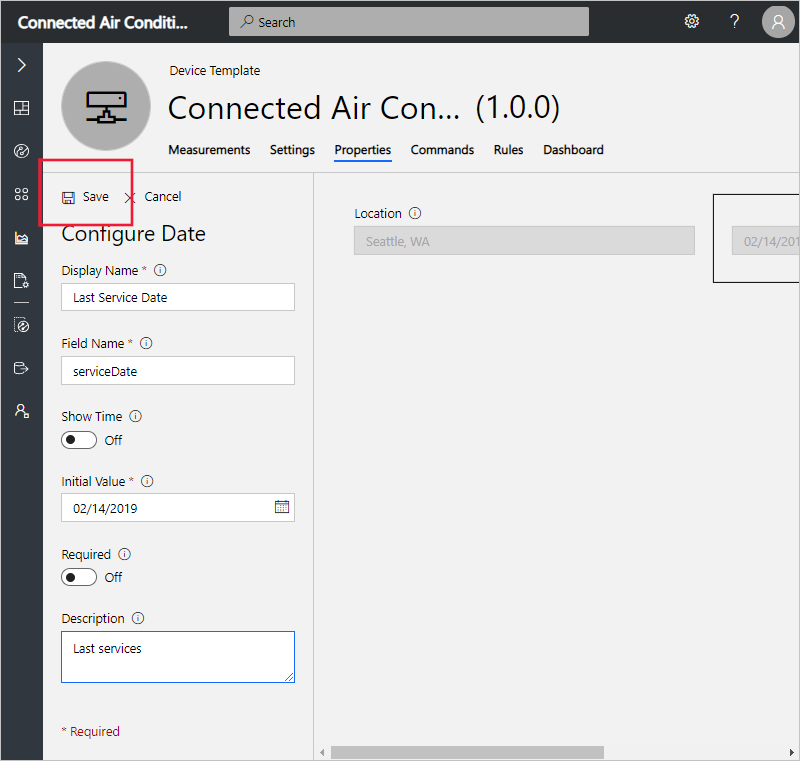 Connected Air Conditi...
Search
?
Device Template
Connected Air Con... (1.0.0)
Measurements Settings Properties Commands Rules Dashboard
Save Cancel
Configure Date
Display Name *
Last Service Date
Field Name *
serviceDate
Show Time
Off
Initial Value *
02/14/2019
Required
Off
Description
Last services
* Required
Location
Seattle, WA
02/14/201